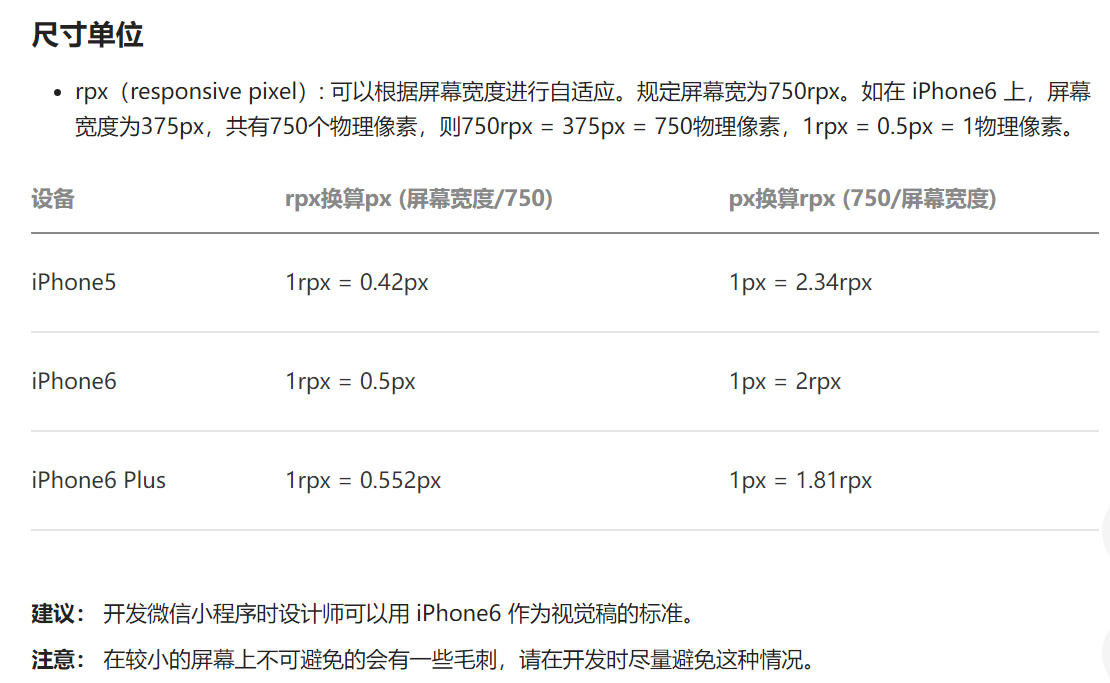 尺寸单位
• rpx（responsive pixel）: 可以根据屏幕宽度进行自适应。规定屏幕宽为750rpx。如在 iPhone6 上，屏幕
宽度为375px，共有750个物理像素，则750rpx = 375px = 750物理像素，1rpx = 0.5px = 1物理像素。
设备 rpx换算px (屏幕宽度/750) px换算rpx (750/屏幕宽度)
iPhone5 1rpx = 0.42px 1px = 2.34rpx
iPhone6 1rpx = 0.5px 1px = 2rpx
iPhone6 Plus 1rpx = 0.552px 1px = 1.81rpx
建议： 开发微信小程序时设计师可以用 iPhone6 作为视觉稿的标准。
注意： 在较小的屏幕上不可避免的会有一些毛刺，请在开发时尽量避免这种情况。